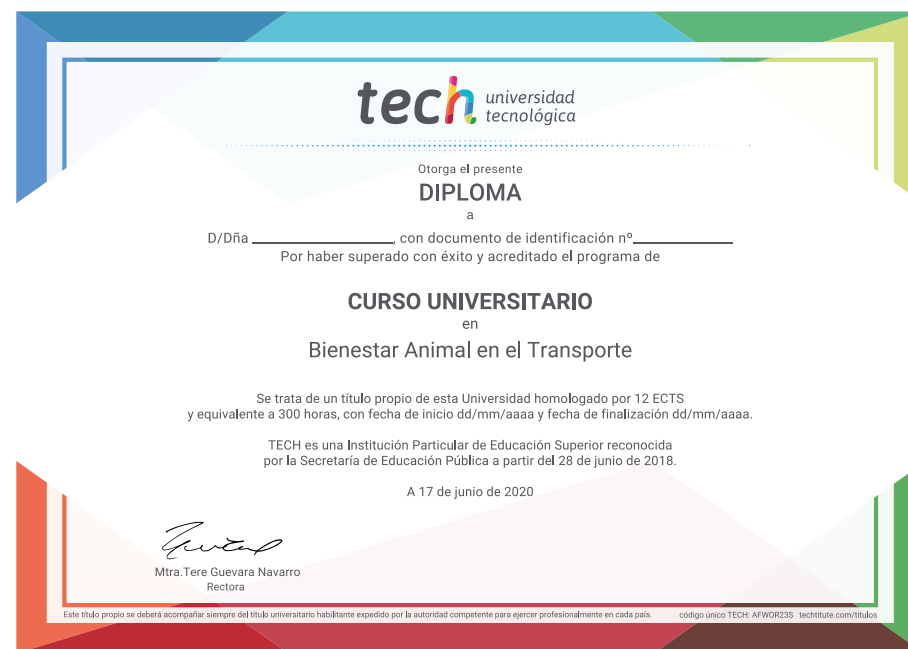 tech universidad
tecnológica
Otorga el presente
DIPLOMA
a
D/Dña ____________________, con documento de identificación nº______________
Por haber superado con éxito y acreditado el programa de
CURSO UNIVERSITARIO
en
Bienestar Animal en el Transporte
Se trata de un título propio de esta Universidad homologado por 12 ECTS
y equivalente a 300 horas, con fecha de inicio dd/mm/aaaa y fecha de finalización dd/mm/aaaa.
TECH es una Institución Particular de Educación Superior reconocida
por la Secretaría de Educación Pública a partir del 28 de junio de 2018.
A 17 de junio de 2020
Mtra.Tere Guevara Navarro
Rectora
Este título propio se deberá acompañar siempre del título universitario habilitante expedido por la autoridad competente para ejercer profesionalmente en cada país. código único TECH: AFWOR23S techtitute.com/titulos